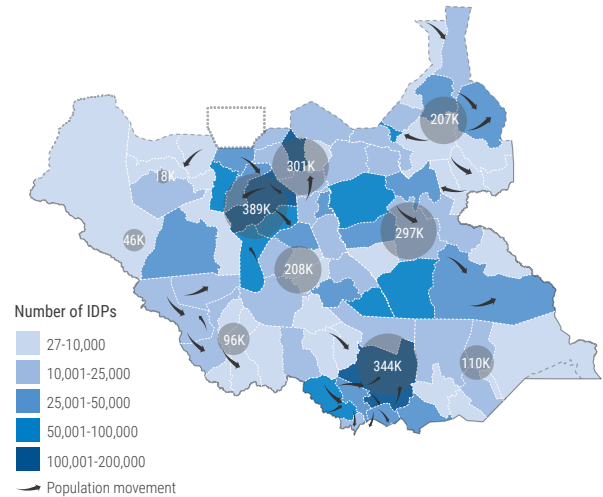 207K
301K
18K
389K
297K
46K
208K
96K
344K
110K
Number of IDPs
27-10,000
10,001-25,000
25,001-50,000
50,001-100,000
100,001-200,000
Population movement